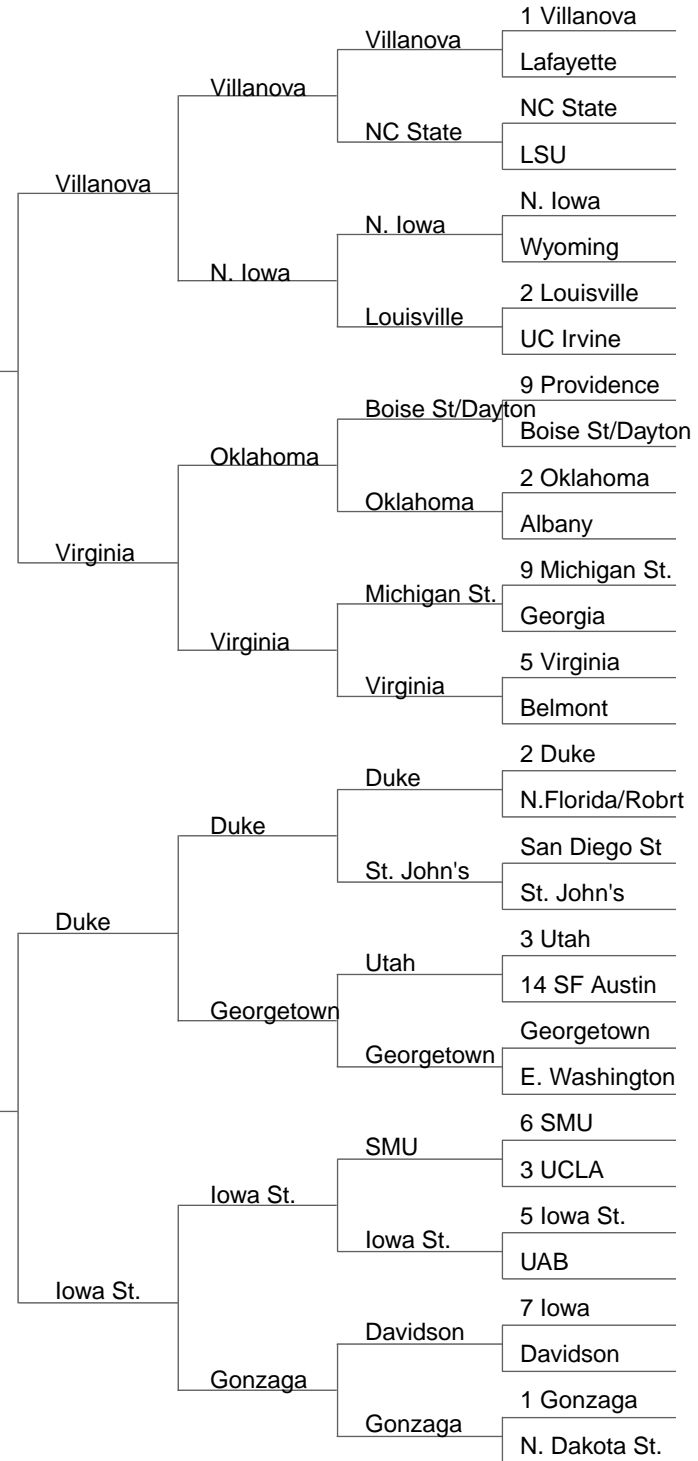 1 Villanova
Villanova
Lafayette
Villanova
NC State
NC State
LSU
Villanova
N. Iowa
N. Iowa
Wyoming
N. Iowa
2 Louisville
Louisville
UC Irvine
9 Providence
Boise St/Dayton
Boise St/Dayton
Oklahoma
2 Oklahoma
Oklahoma
Albany
Virginia
9 Michigan St.
Michigan St.
Georgia
Virginia
5 Virginia
Virginia
Belmont
2 Duke
Duke
N.Florida/Robrt
Duke
San Diego St
St. John's
St. John's
Duke
3 Utah
Utah
14 SF Austin
Georgetown
Georgetown
Georgetown
E. Washington
6 SMU
SMU
3 UCLA
Iowa St.
5 Iowa St.
Iowa St.
UAB
Iowa St.
7 Iowa
Davidson
Davidson
Gonzaga
1 Gonzaga
Gonzaga
N. Dakota St.